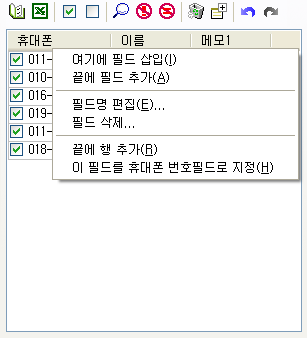 휴대폰 이름 메모1
011-
010-
016-
019-
011-
018-
여기에 필드 삽입(I)
끝에 필드 추가(A)
필드명 편집(E)...
필드 삭제...
끝에 행 추가(R)
이 필드를 휴대폰 번호필드로 지정(H)